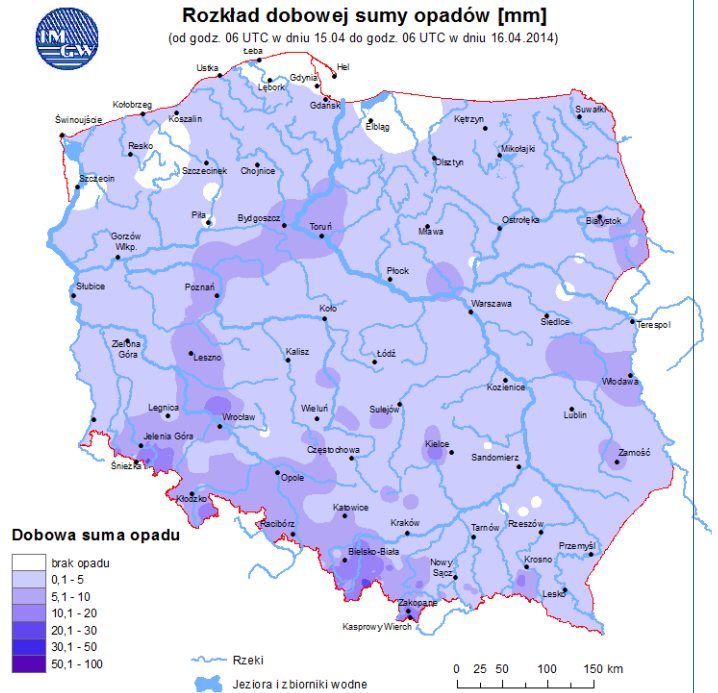 IM
GW
Rozkład dobowej sumy opadów [mm]
(od godz. 06 UTC w dniu 15.04 do godz. 06 UTC w dniu 16.04.2014)
Łeba
Hel
Ustka
Gdynia
Lębork
Gdańsk
Kołobrzeg
Koszalin
Suwałki
Świnoujście
Elbląg
Kętrzyn
Resko
Mikołajki
Szczecinek
Chojnice
Olsztyn
Szczecin
Piła
Bydgoszcz
Toruń
Mława
Ostrołęka
Białystok
Gorzów
Wlkp.
Płock
Słubice
Poznań
Koło
Warszawa
Siedlce
Terespol
Zielona
Góra
Leszno
Kalisz
Łódź
Kozienice
Włodawa
Legnica
Wrocław
Wieluń
Sulejów
Lublin
Jelenia Góra
Częstochowa
Kielce
Sandomierz
Zamość
Śnieżka
Opole
Kłodzko
Katowice
Racibórz
Kraków
Tarnów
Rzeszów
Przemyśl
Bielsko-Biała
Nowy
Sącz
Krosno
Lesko
Zakopane
Kasprowy Wierch
Dobowa suma opadu
brak opadu
0,1 - 5
5,1 - 10
10,1 - 20
20,1 - 30
30,1 - 50
50,1 - 100
Rzeki
Jeziora i zbiorniki wodne
0 25 50 100 150 km